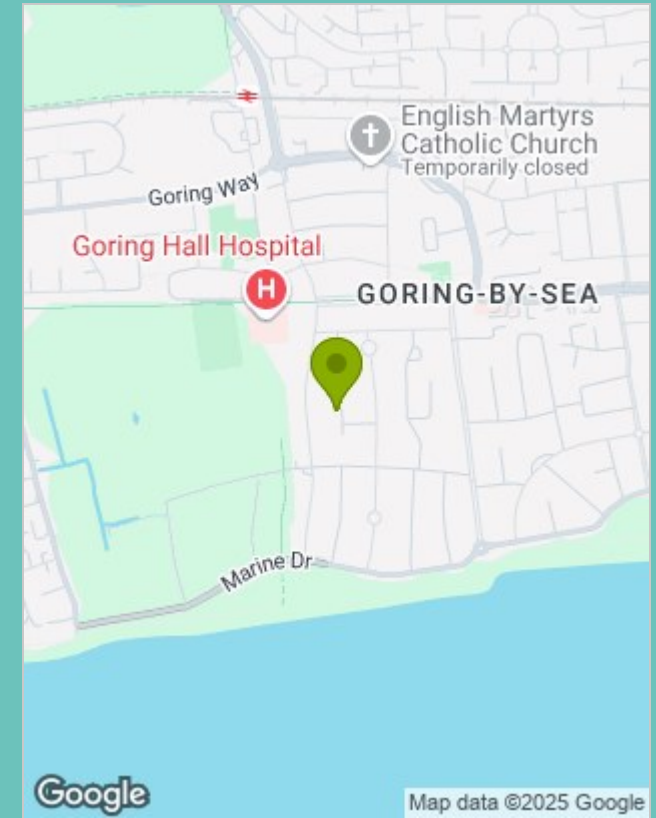 English Martyrs
Catholic Church
Temporarily closed
Goring Way
Goring Hall Hospital
H
GORING-BY-SEA
Marine Dr
Google
Map data ©2025 Google